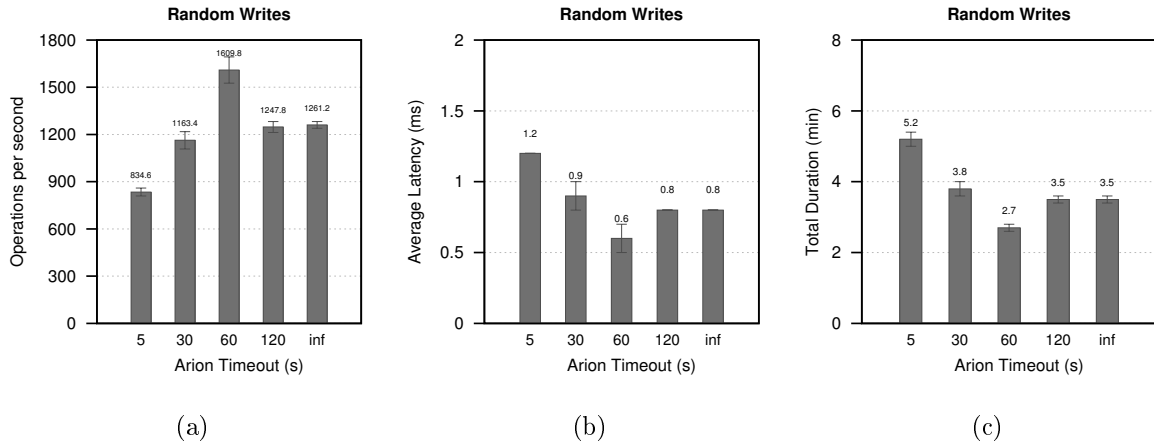 Random Writes
1800
1500
1200
900
600
300
0
Operations per second
834.6
1163.4
1609.8
1247.8
1261.2
5 30 60 120 inf
Arion Timeout (s)
(a)
Random Writes
2
1.5
1
0.5
0
Average Latency (ms)
1.2
0.9
0.6
0.8
0.8
5 30 60 120 inf
Arion Timeout (s)
(b)
Random Writes
8
6
4
2
0
Total Duration (min)
5.2
3.8
2.7
3.5
3.5
5 30 60 120 inf
Arion Timeout (s)
(c)